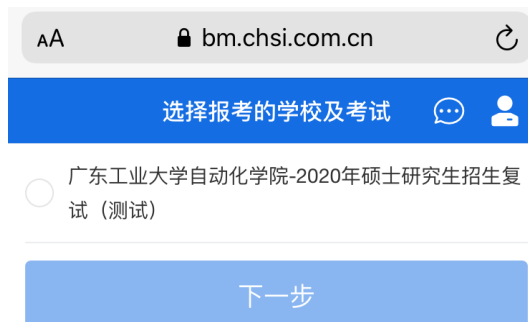 AA bm.chsi.com.cn
选择报考的学校及考试
广东工业大学自动化学院-2020年硕士研究生招生复
试（测试）
下一步